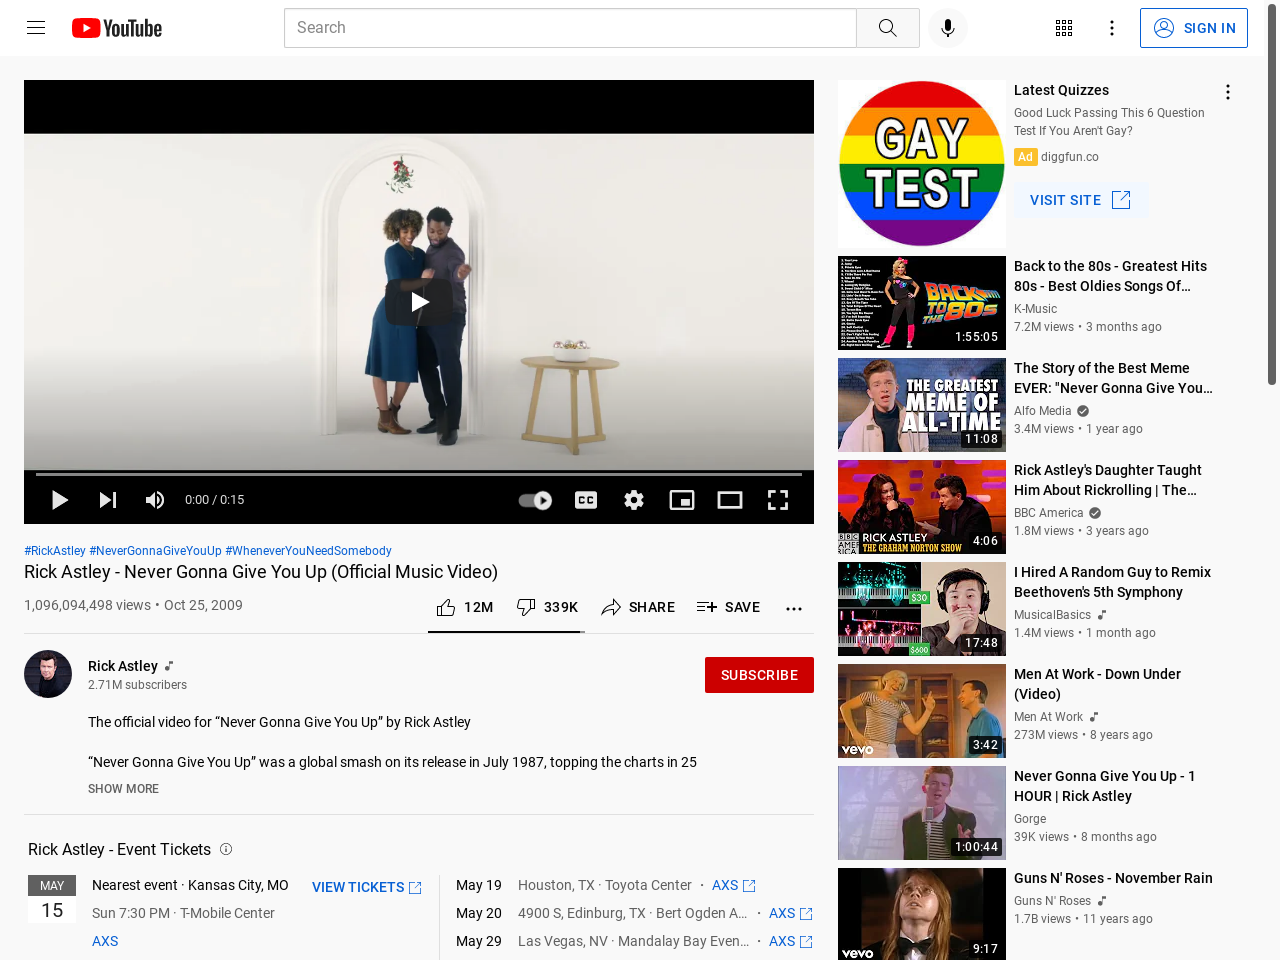 YouTube
Search
SIGN IN
0:00 / 0:15
CC
#RickAstley #NeverGonnaGiveYouUp #WheneverYouNeedSomebody
Rick Astley - Never Gonna Give You Up (Official Music Video)
1,096,094,498 views • Oct 25, 2009
12M
339K
SHARE
SAVE
Rick Astley
2.71M subscribers
SUBSCRIBE
The official video for “Never Gonna Give You Up” by Rick Astley
“Never Gonna Give You Up” was a global smash on its release in July 1987, topping the charts in 25
SHOW MORE
Rick Astley - Event Tickets
MAY
15
Nearest event · Kansas City, MO
VIEW TICKETS
Sun 7:30 PM · T-Mobile Center
AXS
May 19 Houston, TX · Toyota Center · AXS
May 20 4900 S, Edinburg, TX · Bert Ogden A… · AXS
May 29 Las Vegas, NV · Mandalay Bay Even… · AXS
GAY
TEST
Latest Quizzes
Good Luck Passing This 6 Question
Test If You Aren't Gay?
Ad diggfun.co
VISIT SITE
BACK
TO THE 80s
1:55:05
Back to the 80s - Greatest Hits
80s - Best Oldies Songs Of…
K-Music
7.2M views • 3 months ago
THE GREATEST
MEME OF
ALL-TIME
11:08
The Story of the Best Meme
EVER: "Never Gonna Give You…
Alfo Media
3.4M views • 1 year ago
BBC
AMERICA
RICK ASTLEY
THE GRAHAM NORTON SHOW
4:06
Rick Astley's Daughter Taught
Him About Rickrolling | The…
BBC America
1.8M views • 3 years ago
$30
$600
17:48
I Hired A Random Guy to Remix
Beethoven's 5th Symphony
MusicalBasics
1.4M views • 1 month ago
vevo
3:42
Men At Work - Down Under
(Video)
Men At Work
273M views • 8 years ago
1:00:44
Never Gonna Give You Up - 1
HOUR | Rick Astley
Gorge
39K views • 8 months ago
vevo
9:17
Guns N' Roses - November Rain
Guns N' Roses
1.7B views • 11 years ago